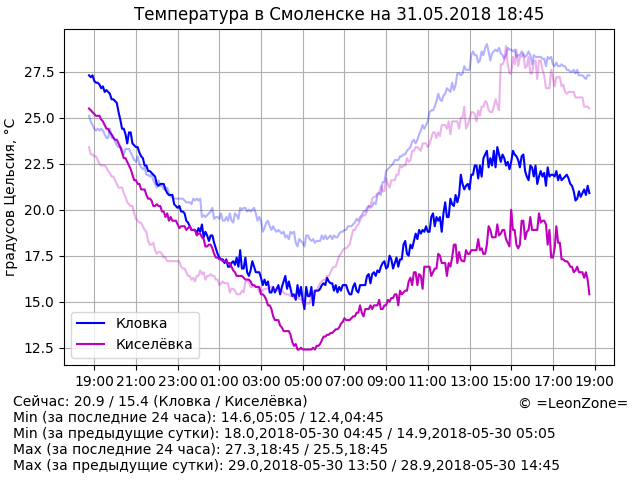 Температура в Смоленске на 31.05.2018 18:45
градусов Цельсия, °C
27.5
25.0
22.5
20.0
17.5
15.0
12.5
Кловка
Киселёвка
19:00 21:00 23:00 01:00 03:00 05:00 07:00 09:00 11:00 13:00 15:00 17:00 19:00
Сейчас: 20.9 / 15.4 (Кловка / Киселёвка)
© =LeonZone=
Min (за последние 24 часа): 14.6,05:05 / 12.4,04:45
Min (за предыдущие сутки): 18.0,2018-05-30 04:45 / 14.9,2018-05-30 05:05
Max (за последние 24 часа): 27.3,18:45 / 25.5,18:45
Max (за предыдущие сутки): 29.0,2018-05-30 13:50 / 28.9,2018-05-30 14:45